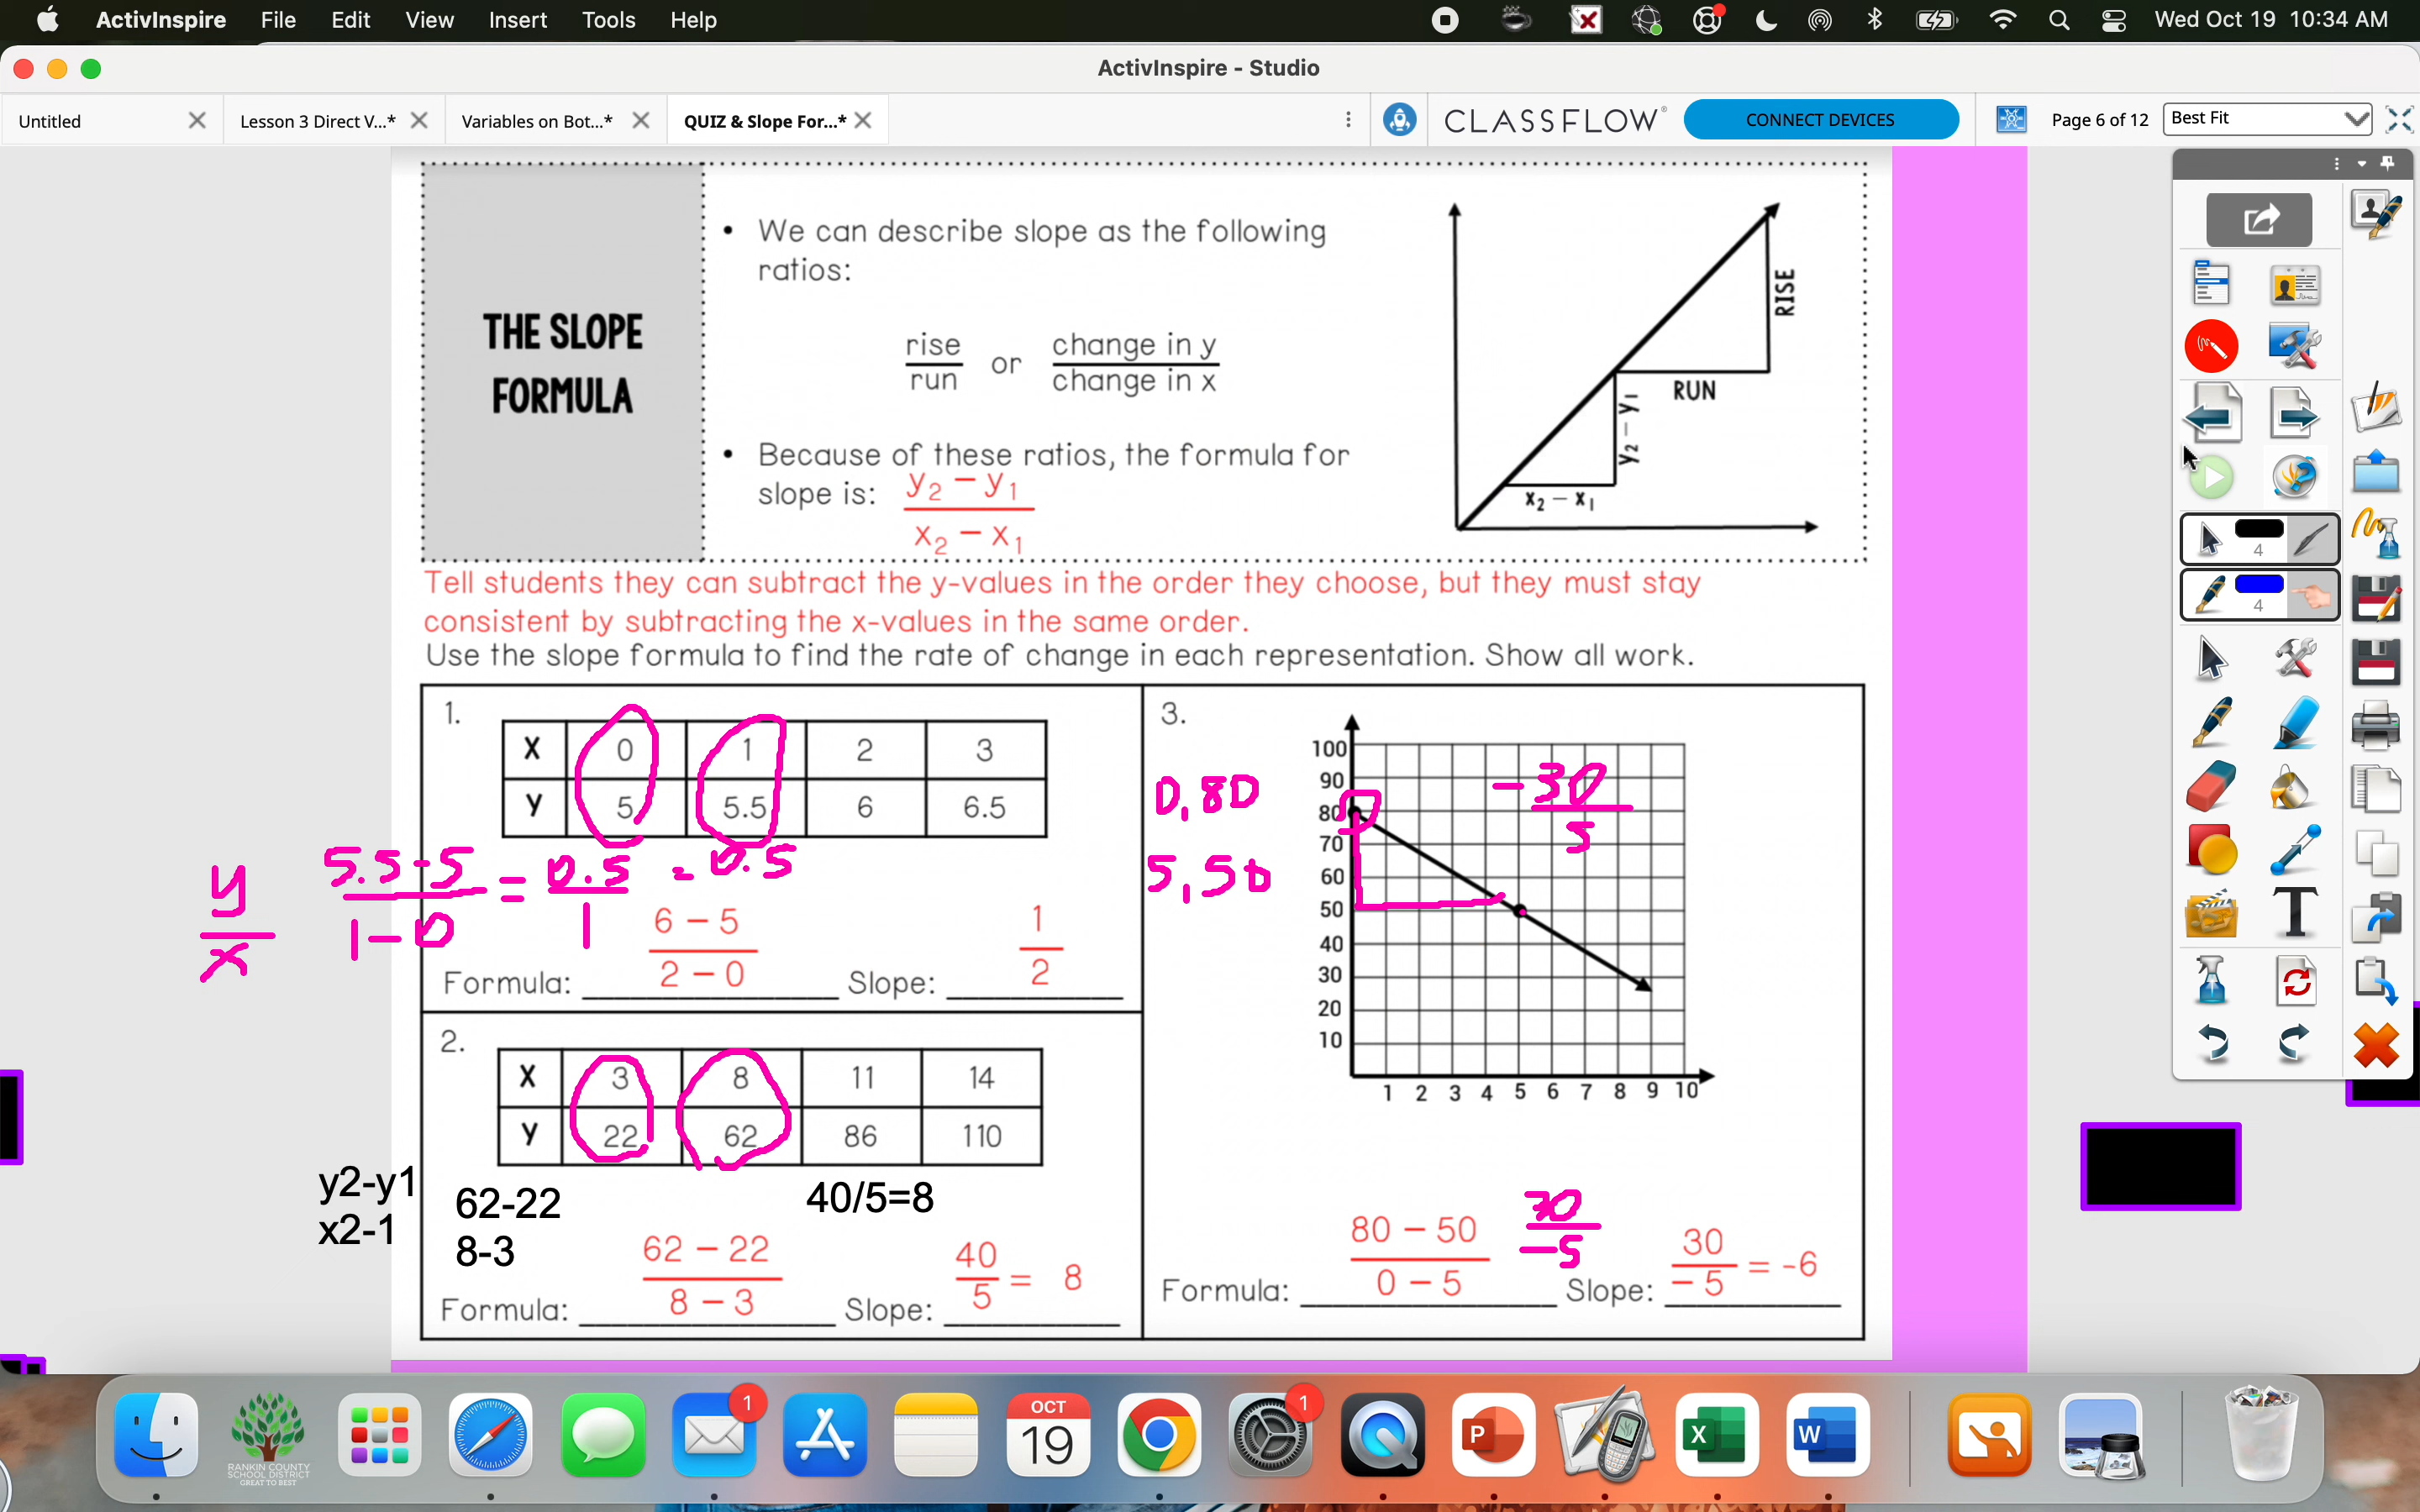 ActivInspire File Edit View Insert Tools Help Wed Oct 19 10:34 AM
ActivInspire - Studio
Untitled Lesson 3 Direct V...* Variables on Bot...* QUIZ & Slope For...* CLASSFLOW CONNECT DEVICES Page 6 of 12 Best Fit
THE SLOPE
FORMULA
• We can describe slope as the following
ratios:
rise
run
or
change in y
change in x
• Because of these ratios, the formula for
slope is:
y2 − y1
x2 − x1
RISE
RUN
y2 − y1
x2 − x1
Tell students they can subtract the y-values in the order they choose, but they must stay
consistent by subtracting the x-values in the same order.
Use the slope formula to find the rate of change in each representation. Show all work.
1.
X 0 1 2 3
Y 5 5.5 6 6.5
y
x
5.5-5
1-0
=
0.5
1
= 0.5
6 − 5
2 − 0
1
2
Formula: Slope:
2.
X 3 8 11 14
Y 22 62 86 110
y2-y1
x2-1
62-22
8-3
40/5=8
62 − 22
8 − 3
40
5
= 8
Formula: Slope:
3.
0,80
5,50
100
90
80
70
60
50
40
30
20
10
1 2 3 4 5 6 7 8 9 10
-30
5
80 − 50
0 − 5
30
-5
30
− 5
= -6
Formula: Slope:
4
4
T
RANKIN COUNTY
SCHOOL DISTRICT
GREAT TO BEST
1
OCT
19
1
P
X
W